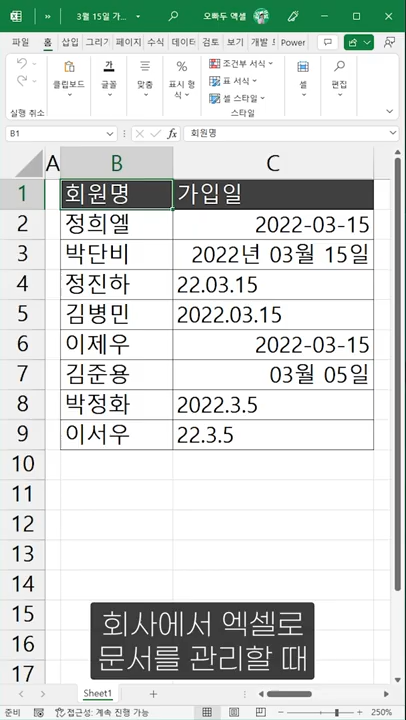 3월 15일 가...
오빠두 엑셀
파일 홈 삽입 그리기 페이지 수식 데이터 검토 보기 개발 도 Power
실행 취소
클립보드
글꼴
맞춤
표시 형식
조건부 서식
표 서식
셀 스타일
스타일
셀
편집
B1
fx
회원명
A B C
1 회원명 가입일
2 정희엘 2022-03-15
3 박단비 2022년 03월 15일
4 정진하 22.03.15
5 김병민 2022.03.15
6 이제우 2022-03-15
7 김준용 03월 05일
8 박정화 2022.3.5
9 이서우 22.3.5
10
11
12
13
14
15
16
17
회사에서 엑셀로
문서를 관리할 때
Sheet1
준비
접근성: 계속 진행 가능
250%